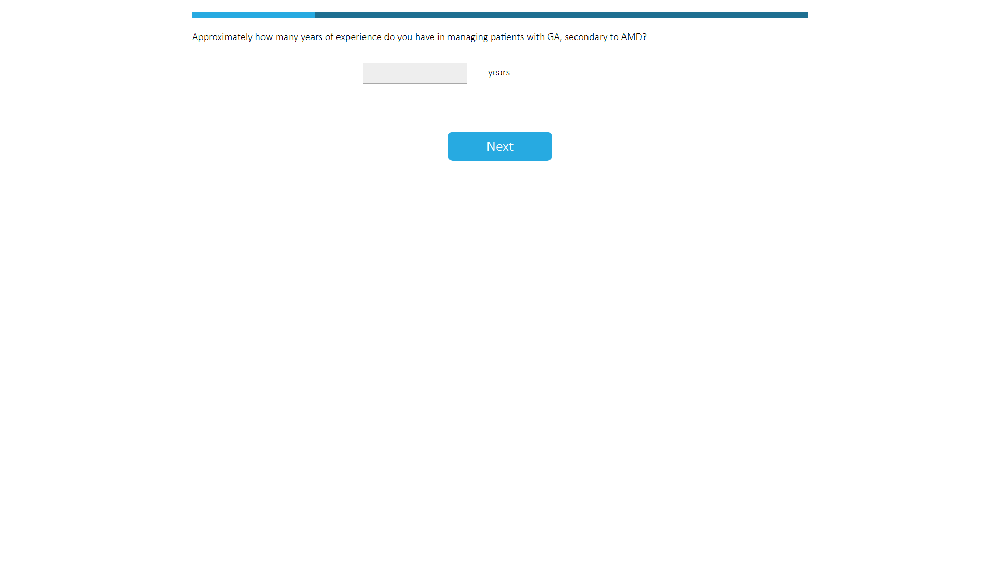 Approximately how many years of experience do you have in managing patients with GA, secondary to AMD?
years
Next